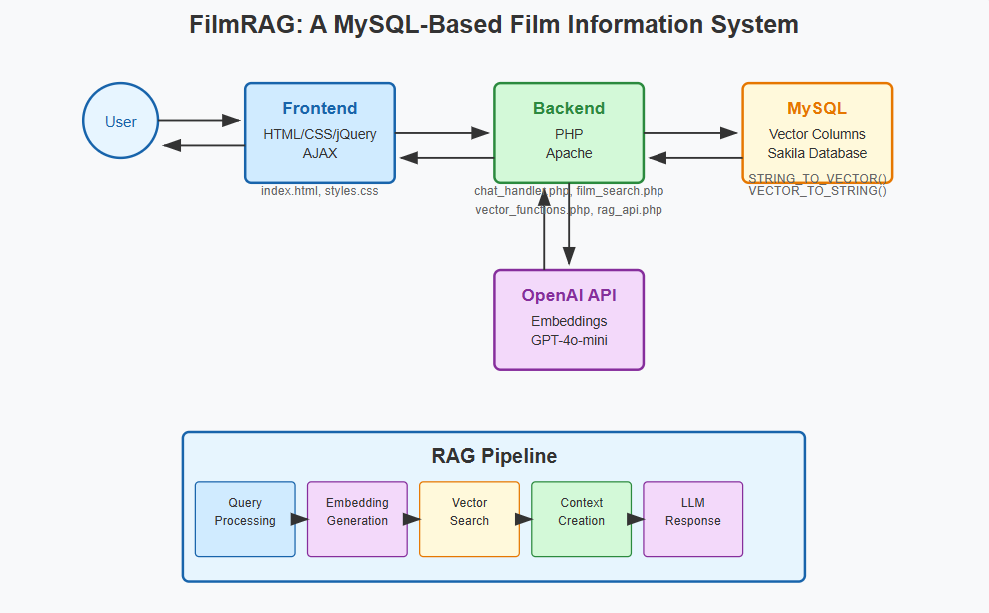 FilmRAG: A MySQL-Based Film Information System
User
Frontend
HTML/CSS/jQuery
AJAX
index.html, styles.css
Backend
PHP
Apache
chat_handler.php, film_search.php
vector_functions.php, rag_api.php
MySQL
Vector Columns
Sakila Database
STRING_TO_VECTOR()
VECTOR_TO_STRING()
OpenAI API
Embeddings
GPT-4o-mini
RAG Pipeline
Query
Processing
Embedding
Generation
Vector
Search
Context
Creation
LLM
Response